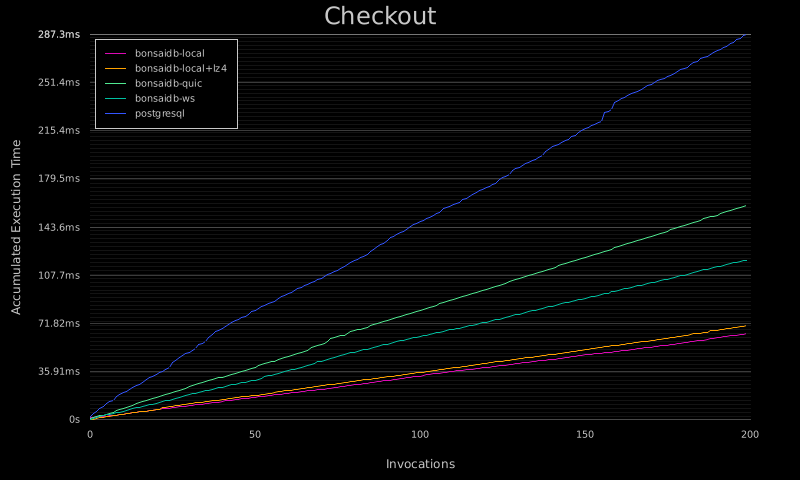 Checkout
287.3ms
251.4ms
215.4ms
179.5ms
143.6ms
107.7ms
71.82ms
35.91ms
0s
bonsaidb-local
bonsaidb-local+lz4
bonsaidb-quic
bonsaidb-ws
postgresql
Accumulated Execution Time
0 50 100 150 200
Invocations